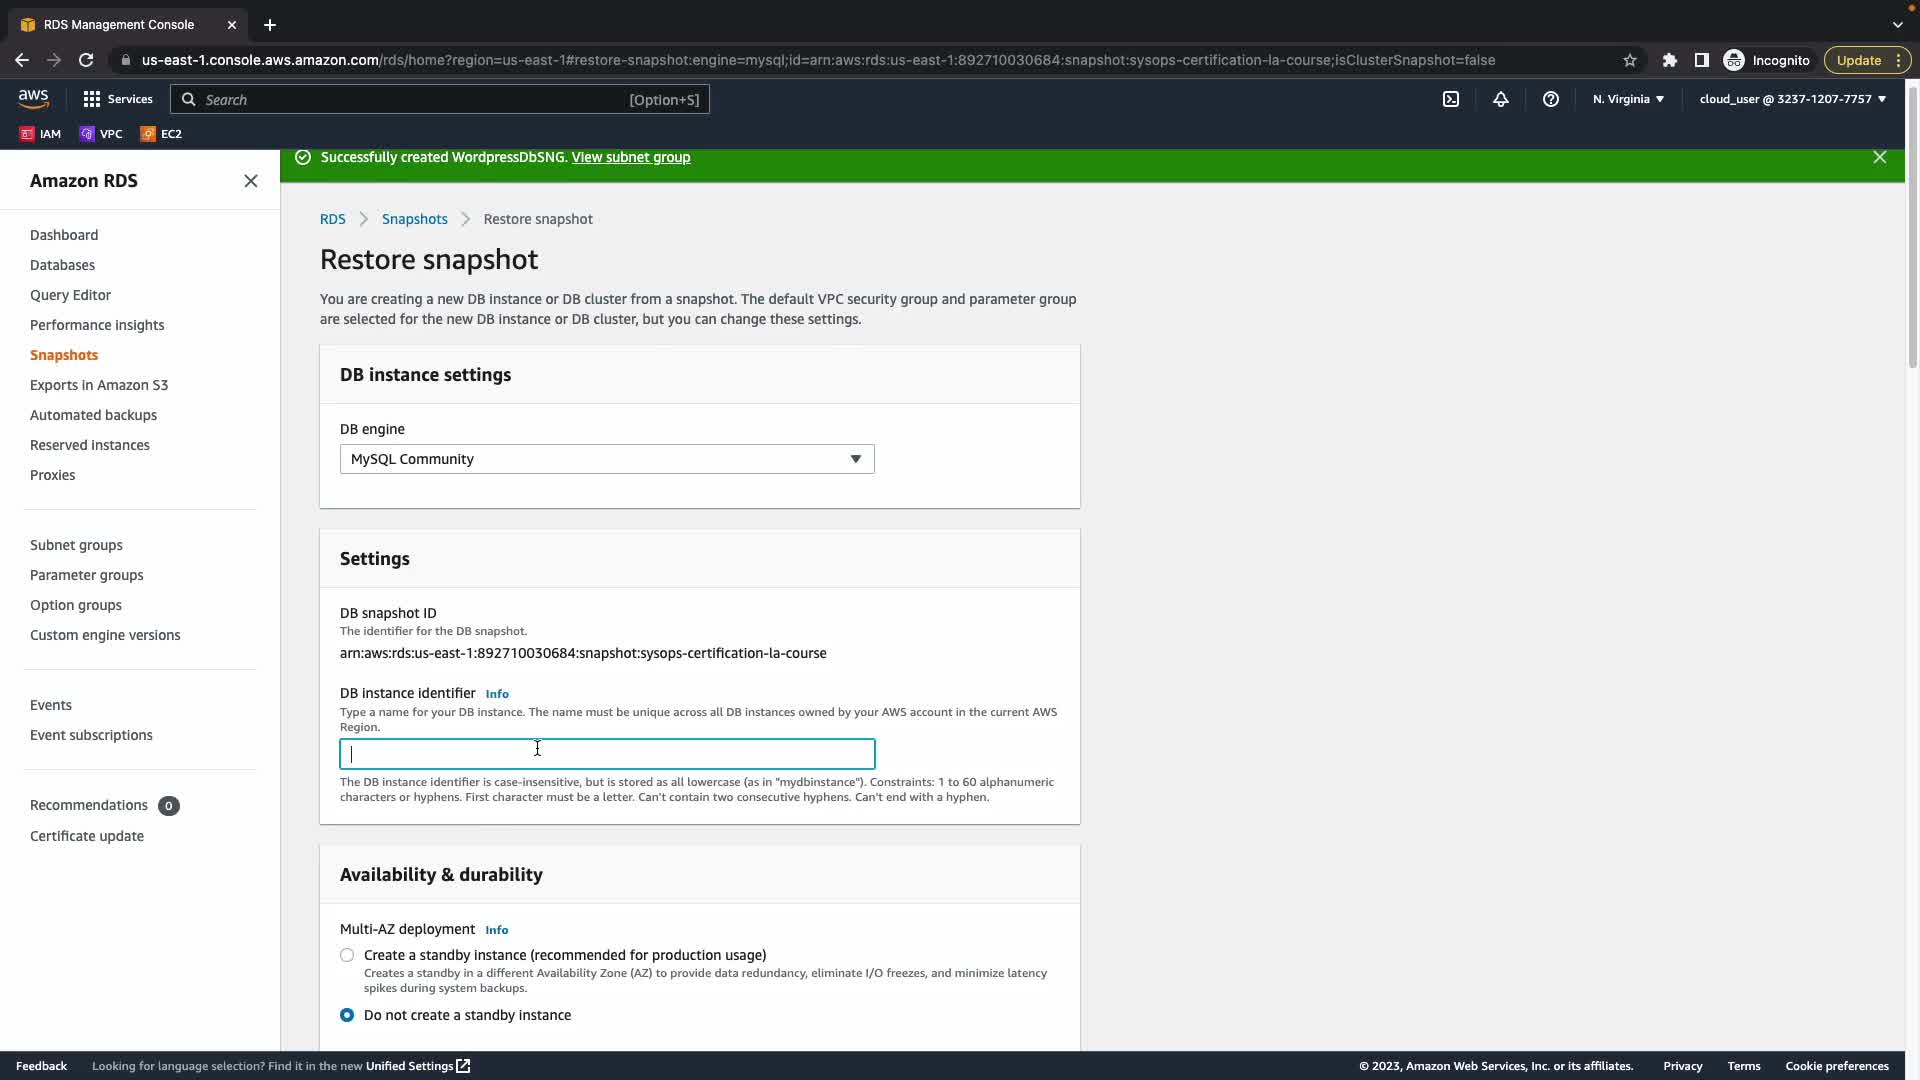 RDS Management Console
us-east-1.console.aws.amazon.com/rds/home?region=us-east-1#restore-snapshot:engine=mysql;id=arn:aws:rds:us-east-1:892710030684:snapshot:sysops-certification-la-course;isClusterSnapshot=false
Incognito
Update
aws
Services
Search
[Option+S]
N. Virginia
cloud_user @ 3237-1207-7757
IAM
VPC
EC2
Successfully created WordpressDbSNG. View subnet group
Amazon RDS
Dashboard
Databases
Query Editor
Performance insights
Snapshots
Exports in Amazon S3
Automated backups
Reserved instances
Proxies
Subnet groups
Parameter groups
Option groups
Custom engine versions
Events
Event subscriptions
Recommendations 0
Certificate update
RDS > Snapshots > Restore snapshot
Restore snapshot
You are creating a new DB instance or DB cluster from a snapshot. The default VPC security group and parameter group
are selected for the new DB instance or DB cluster, but you can change these settings.
DB instance settings
DB engine
MySQL Community
Settings
DB snapshot ID
The identifier for the DB snapshot.
arn:aws:rds:us-east-1:892710030684:snapshot:sysops-certification-la-course
DB instance identifier Info
Type a name for your DB instance. The name must be unique across all DB instances owned by your AWS account in the current AWS
Region.
The DB instance identifier is case-insensitive, but is stored as all lowercase (as in "mydbinstance"). Constraints: 1 to 60 alphanumeric
characters or hyphens. First character must be a letter. Can't contain two consecutive hyphens. Can't end with a hyphen.
Availability & durability
Multi-AZ deployment Info
Create a standby instance (recommended for production usage)
Creates a standby in a different Availability Zone (AZ) to provide data redundancy, eliminate I/O freezes, and minimize latency
spikes during system backups.
Do not create a standby instance
Feedback
Looking for language selection? Find it in the new Unified Settings
© 2023, Amazon Web Services, Inc. or its affiliates.
Privacy
Terms
Cookie preferences